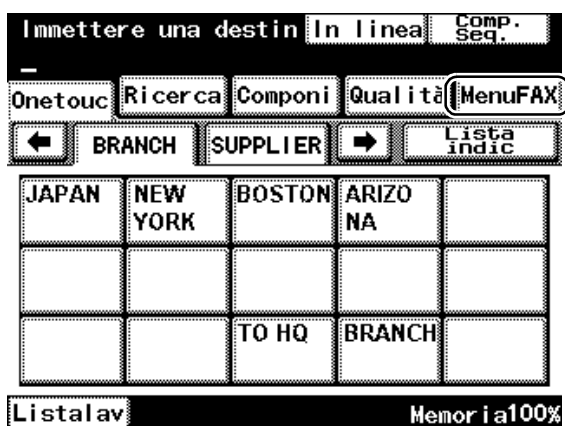 Immettere una destin In linea Comp. Seq.
Onetouc Ricerca Componi Qualità MenuFAX
BRANCH SUPPLIER Lista indic
JAPAN NEW YORK BOSTON ARIZO NA
TO HQ BRANCH
Listalav Memoria100%